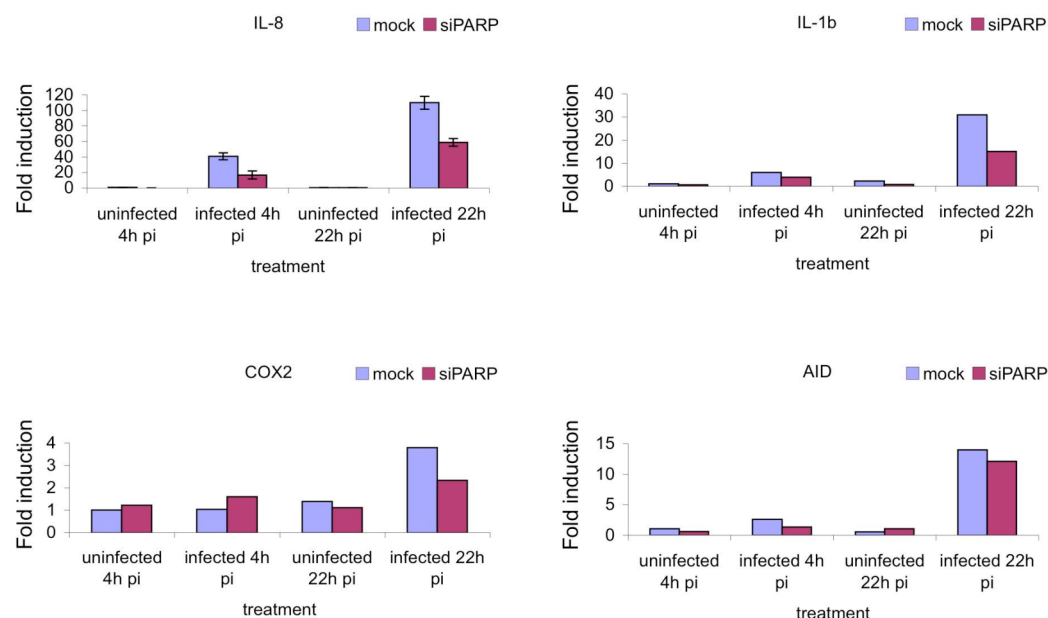 IL-8
mock siPARP
Fold induction
120
100
80
60
40
20
0
uninfected infected 4h uninfected infected 22h
4h pi pi 22h pi pi
treatment
IL-1b
mock siPARP
Fold induction
40
30
20
10
0
uninfected infected 4h uninfected infected 22h
4h pi pi 22h pi pi
treatment
COX2
mock siPARP
Fold induction
4
3
2
1
0
uninfected infected 4h uninfected infected 22h
4h pi pi 22h pi pi
treatment
AID
mock siPARP
Fold induction
15
10
5
0
uninfected infected 4h uninfected infected 22h
4h pi pi 22h pi pi
treatment